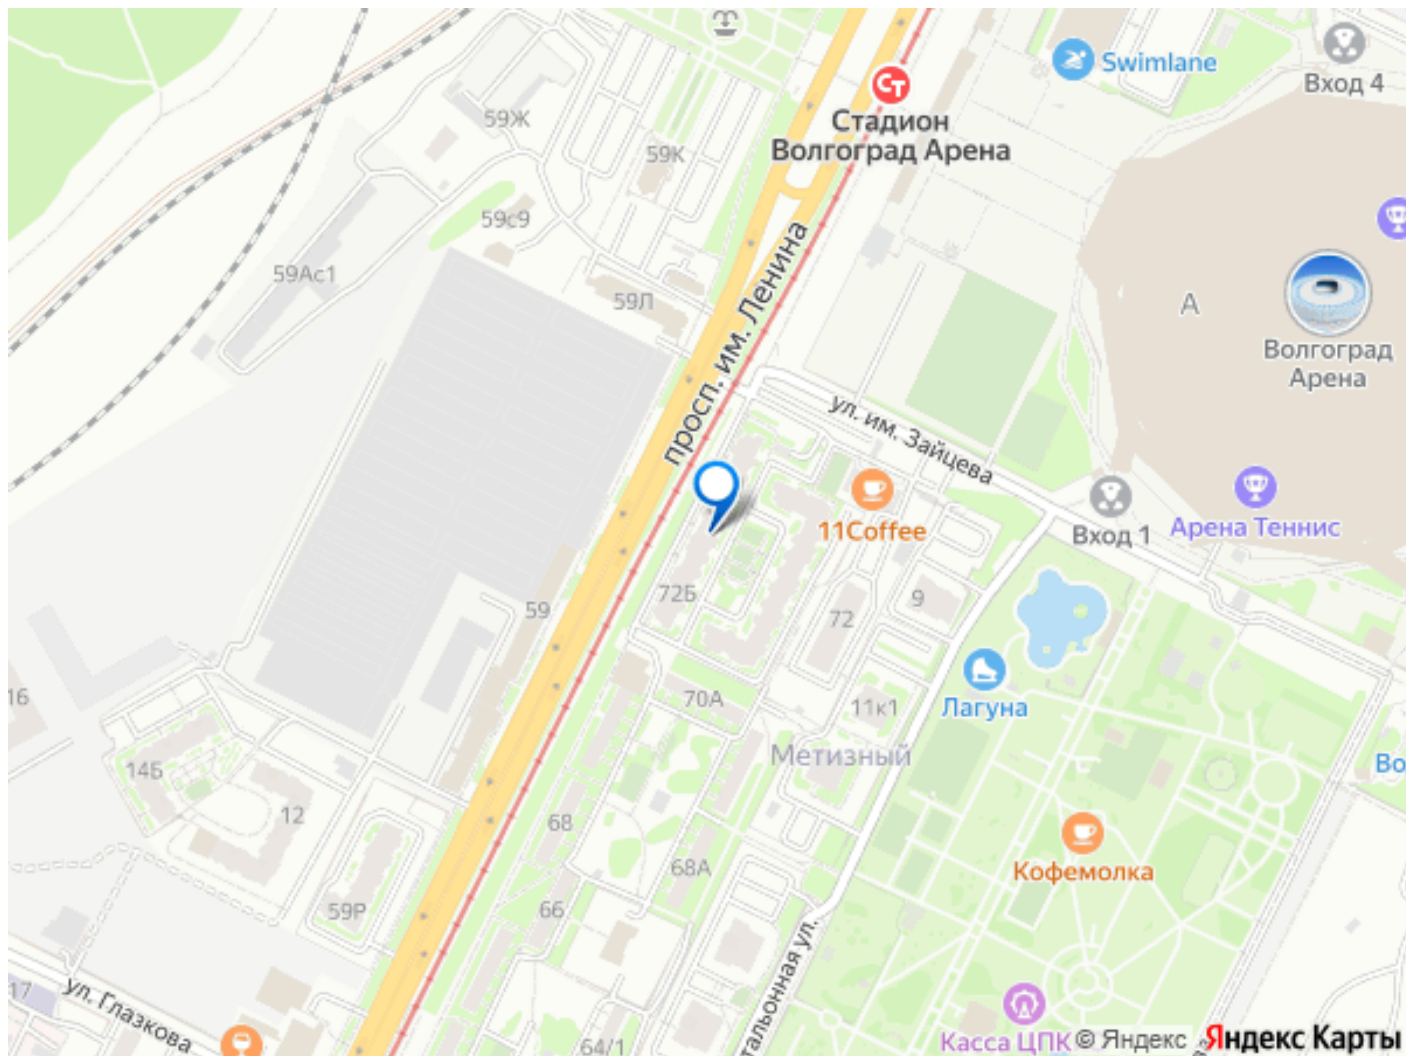 Swimlane
Вход 4
Стадион
Волгоград Арена
59Ж
59К
59с9
59Ас1
59Л
просп. им. Ленина
А
Волгоград
Арена
ул. им. Зайцева
11Coffee
Вход 1
Арена Теннис
72Б
59
72
9
16
70А
11к1
Лагуна
Метизный
Во
14Б
12
68
68А
Кофемолка
59Р
66
тальонная ул.
17
ул. Глазкова
64/1
Касса ЦПК
© Яндекс
Яндекс Карты